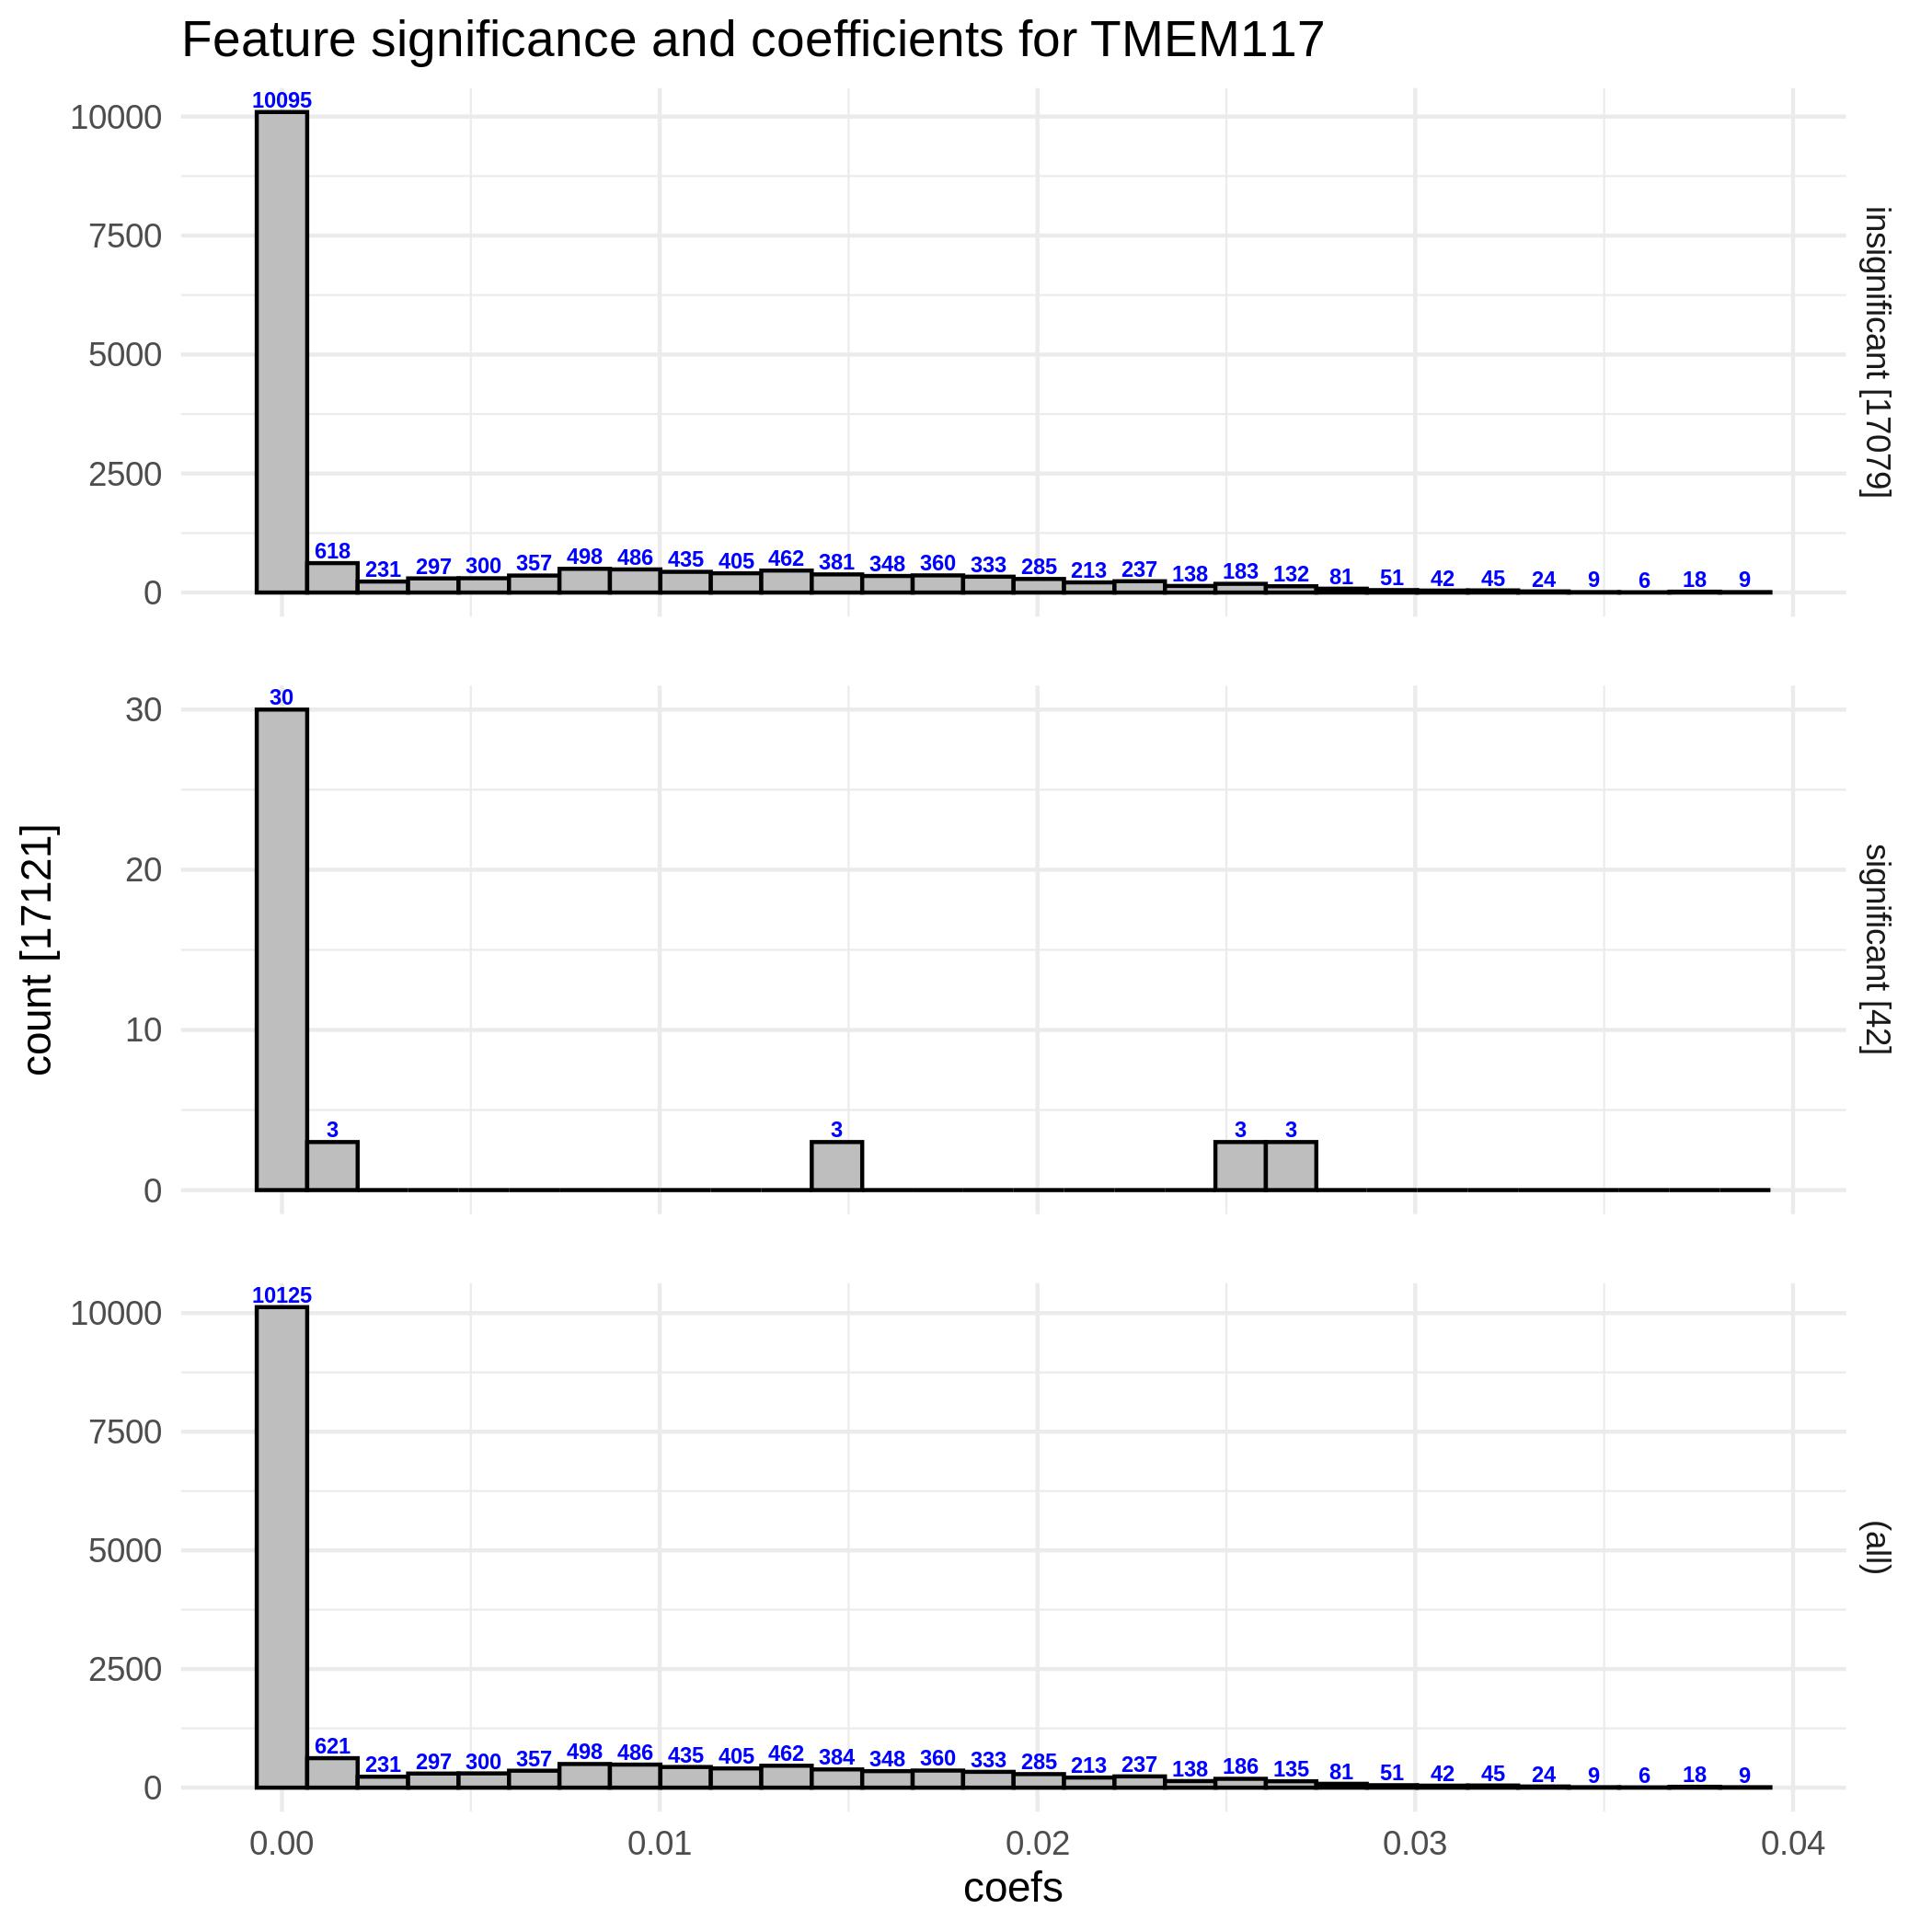 Feature significance and coefficients for TMEM117
10095
10000
7500
5000
2500
0
618 231 297 300 357 498 486 435 405 462 381 348 360 333 285 213 237 138 183 132 81 51 42 45 24 9 6 18 9
insignificant [17079]
30
30
20
10
0
3 3 3 3
significant [42]
count [17121]
10125
10000
7500
5000
2500
0
621 231 297 300 357 498 486 435 405 462 384 348 360 333 285 213 237 138 186 135 81 51 42 45 24 9 6 18 9
(all)
0.00 0.01 0.02 0.03 0.04
coefs